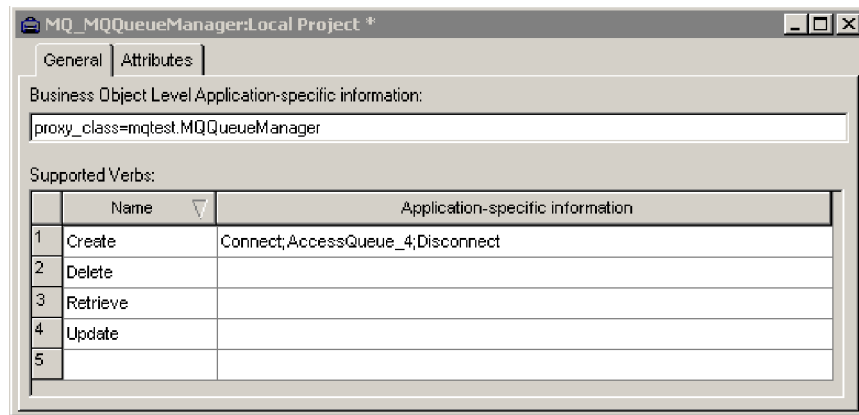 MQ_MQQueueManager:Local Project *
General Attributes
Business Object Level Application-specific information:
proxy_class=mqtest.MQQueueManager
Supported Verbs:
Name Application-specific information
1 Create Connect;AccessQueue_4;Disconnect
2 Delete
3 Retrieve
4 Update
5